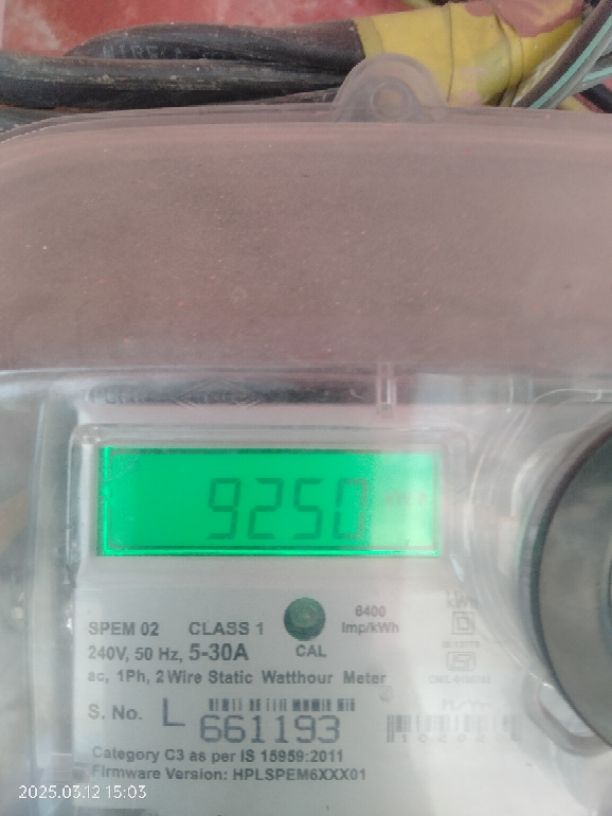 9250
SPEM 02 CLASS 1
6400
Imp/kWh
240V, 50 Hz, 5-30A
CAL
ac, 1Ph, 2 Wire Static Watthour Meter
S. No. L 661193
Category C3 as per IS 15959:2011
Firmware Version: HPLSPEM6XXX01
2025.03.12 15:03